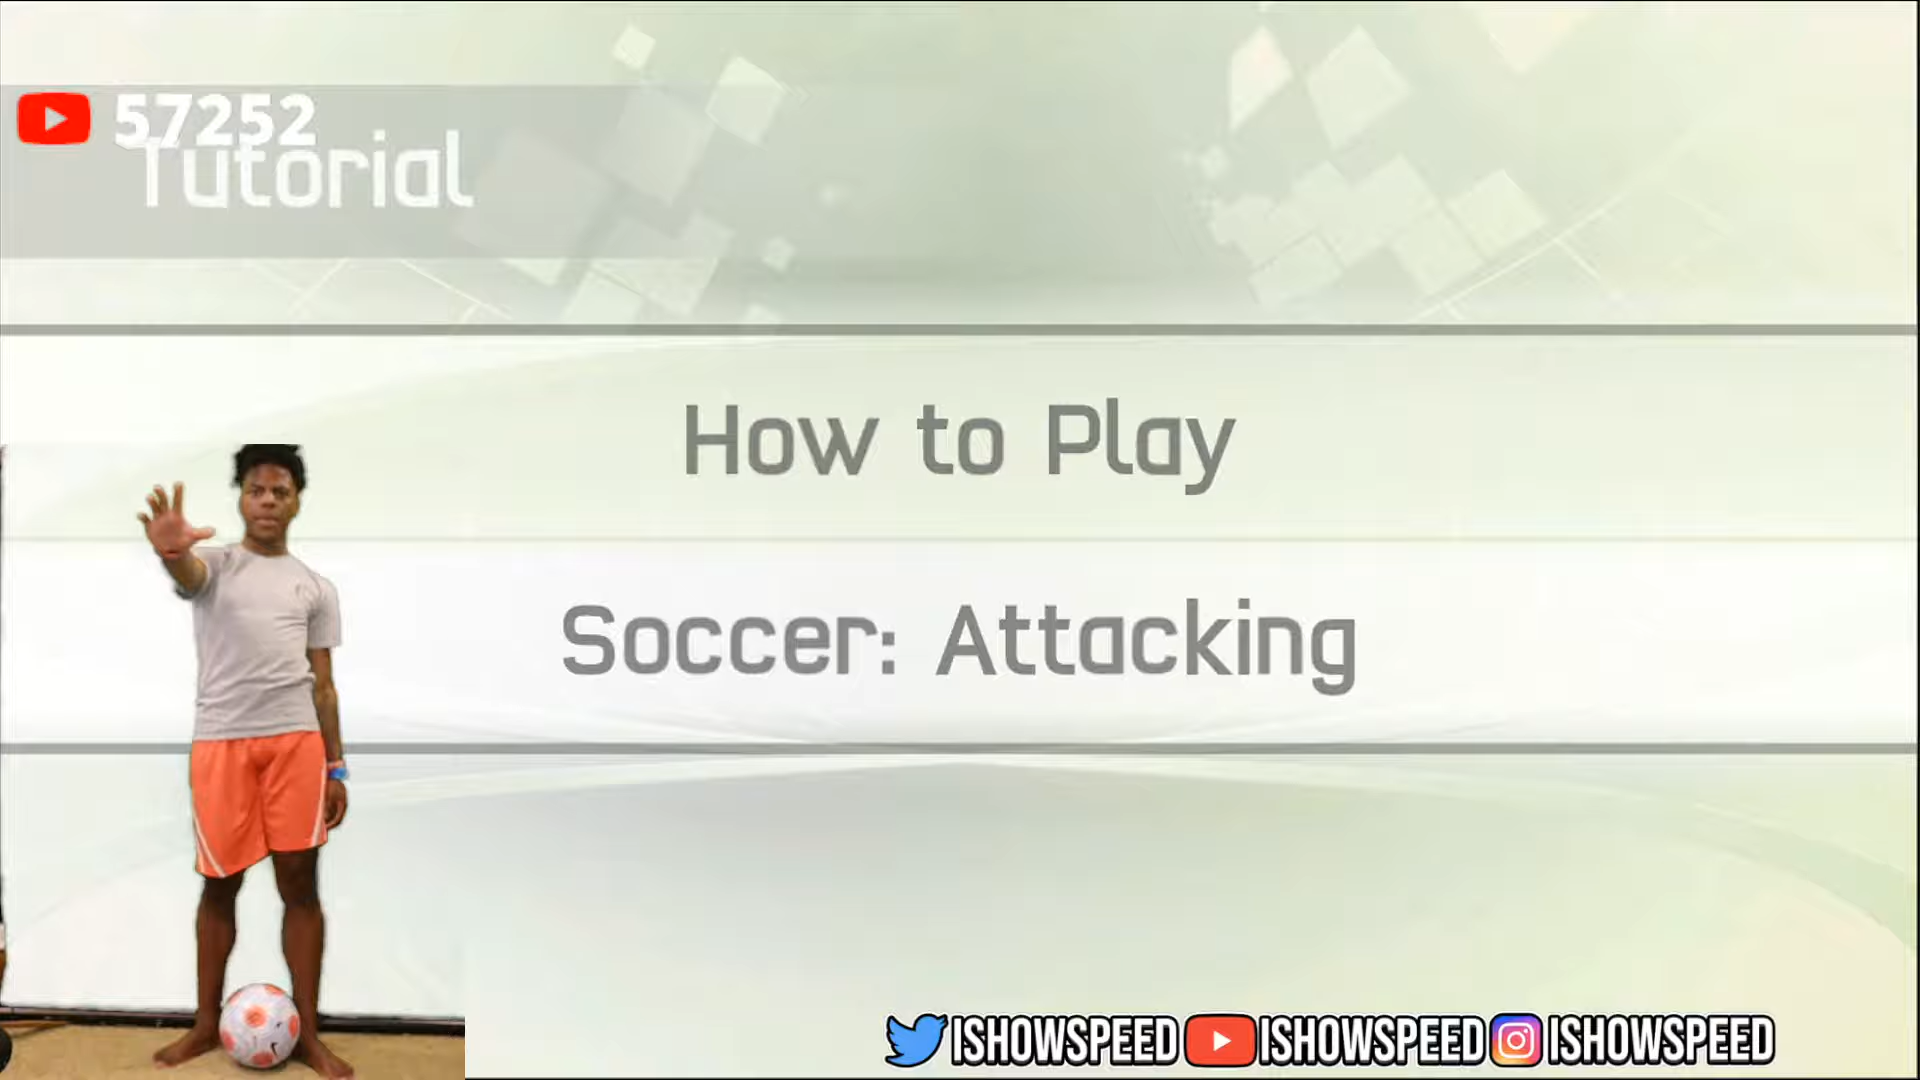 57252
Tutorial
How to Play
Soccer: Attacking
ISHOWSPEED ISHOWSPEED ISHOWSPEED